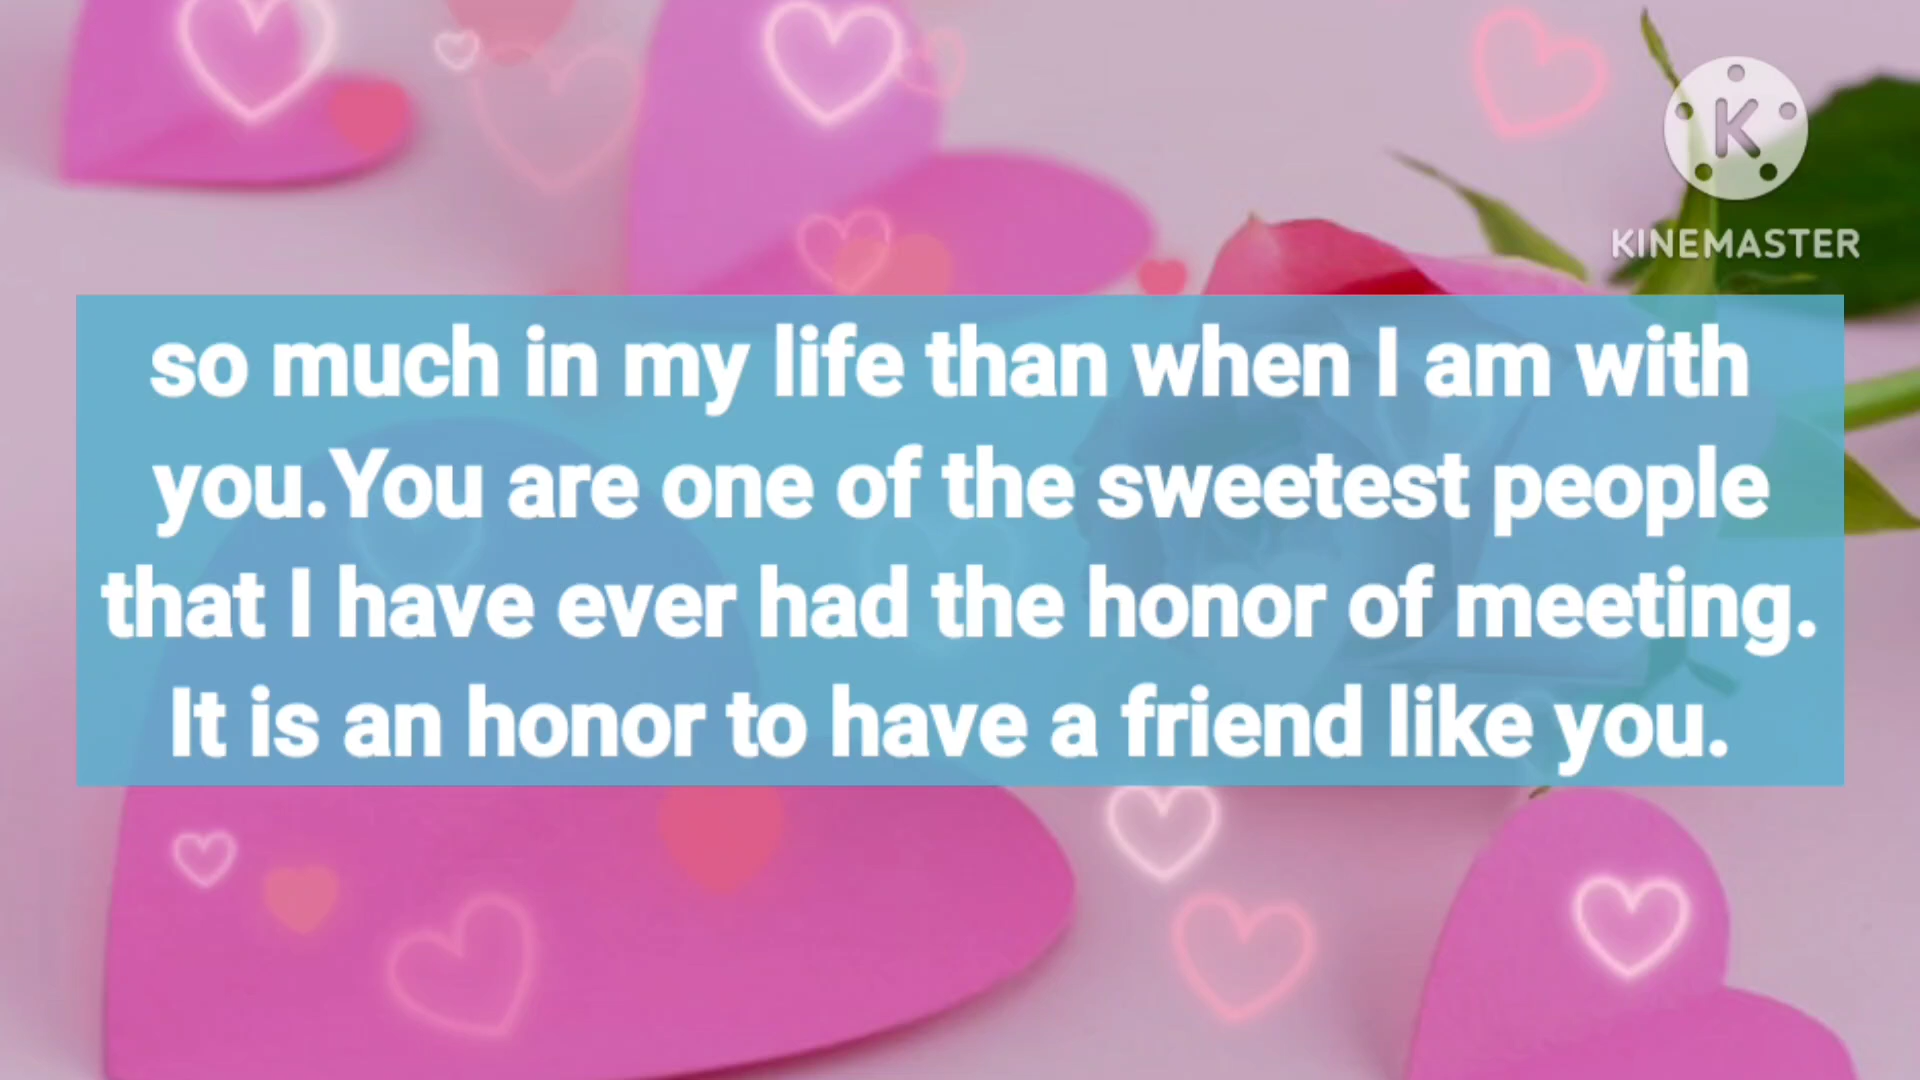 K
KINEMASTER
so much in my life than when I am with
you.You are one of the sweetest people
that I have ever had the honor of meeting.
It is an honor to have a friend like you.